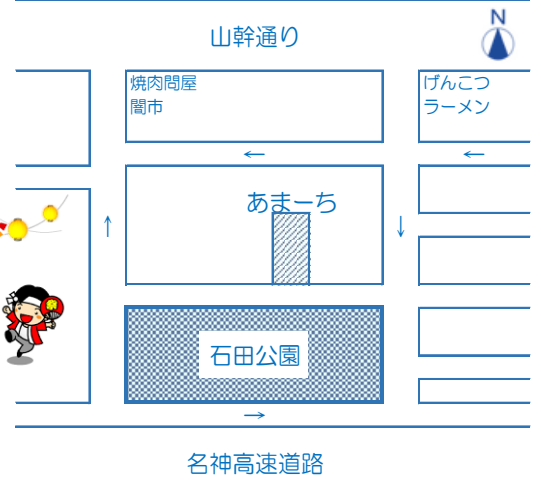 N
山幹通り
焼肉問屋
闇市
げんこつ
ラーメン
←
←
あまーち
↑
↓
石田公園
→
名神高速道路